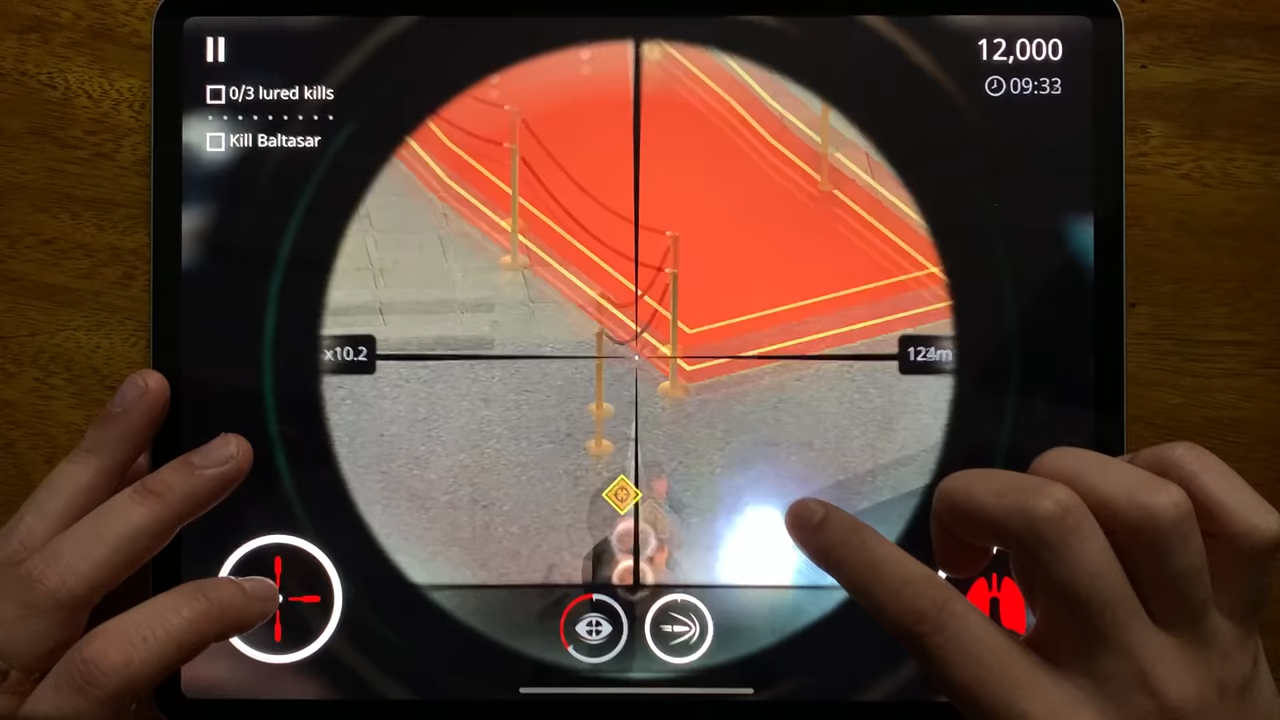 12,000
0/3 lured kills
09:33
Kill Baltasar
x10.2
124m